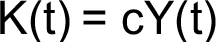 K(t) = cY(t)